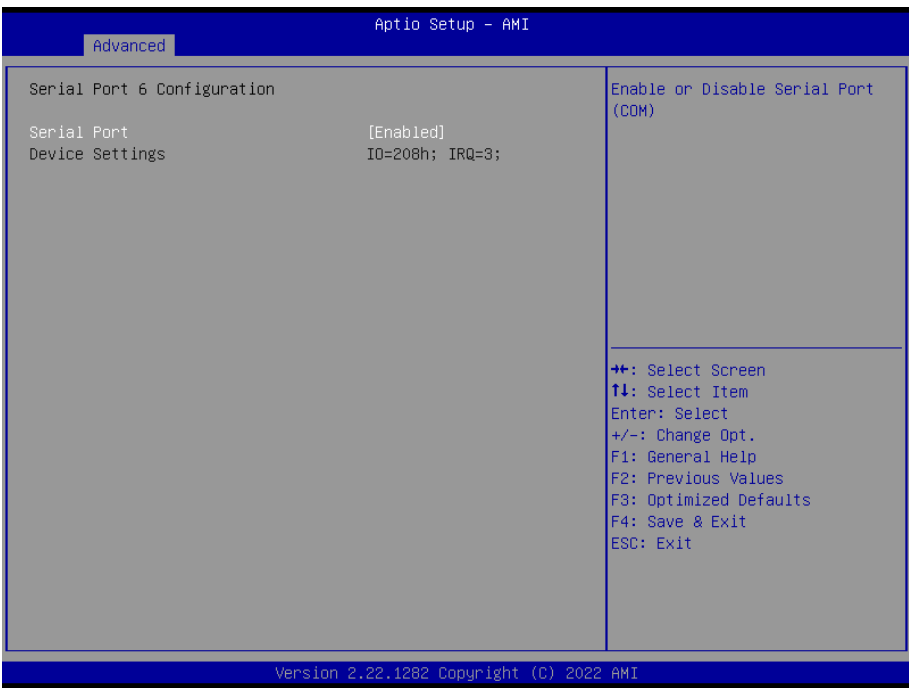 Aptio Setup – AMI
Advanced
Serial Port 6 Configuration
Serial Port [Enabled]
Device Settings IO=208h; IRQ=3;
Enable or Disable Serial Port
(COM)
→←: Select Screen
↑↓: Select Item
Enter: Select
+/-: Change Opt.
F1: General Help
F2: Previous Values
F3: Optimized Defaults
F4: Save & Exit
ESC: Exit
Version 2.22.1282 Copyright (C) 2022 AMI